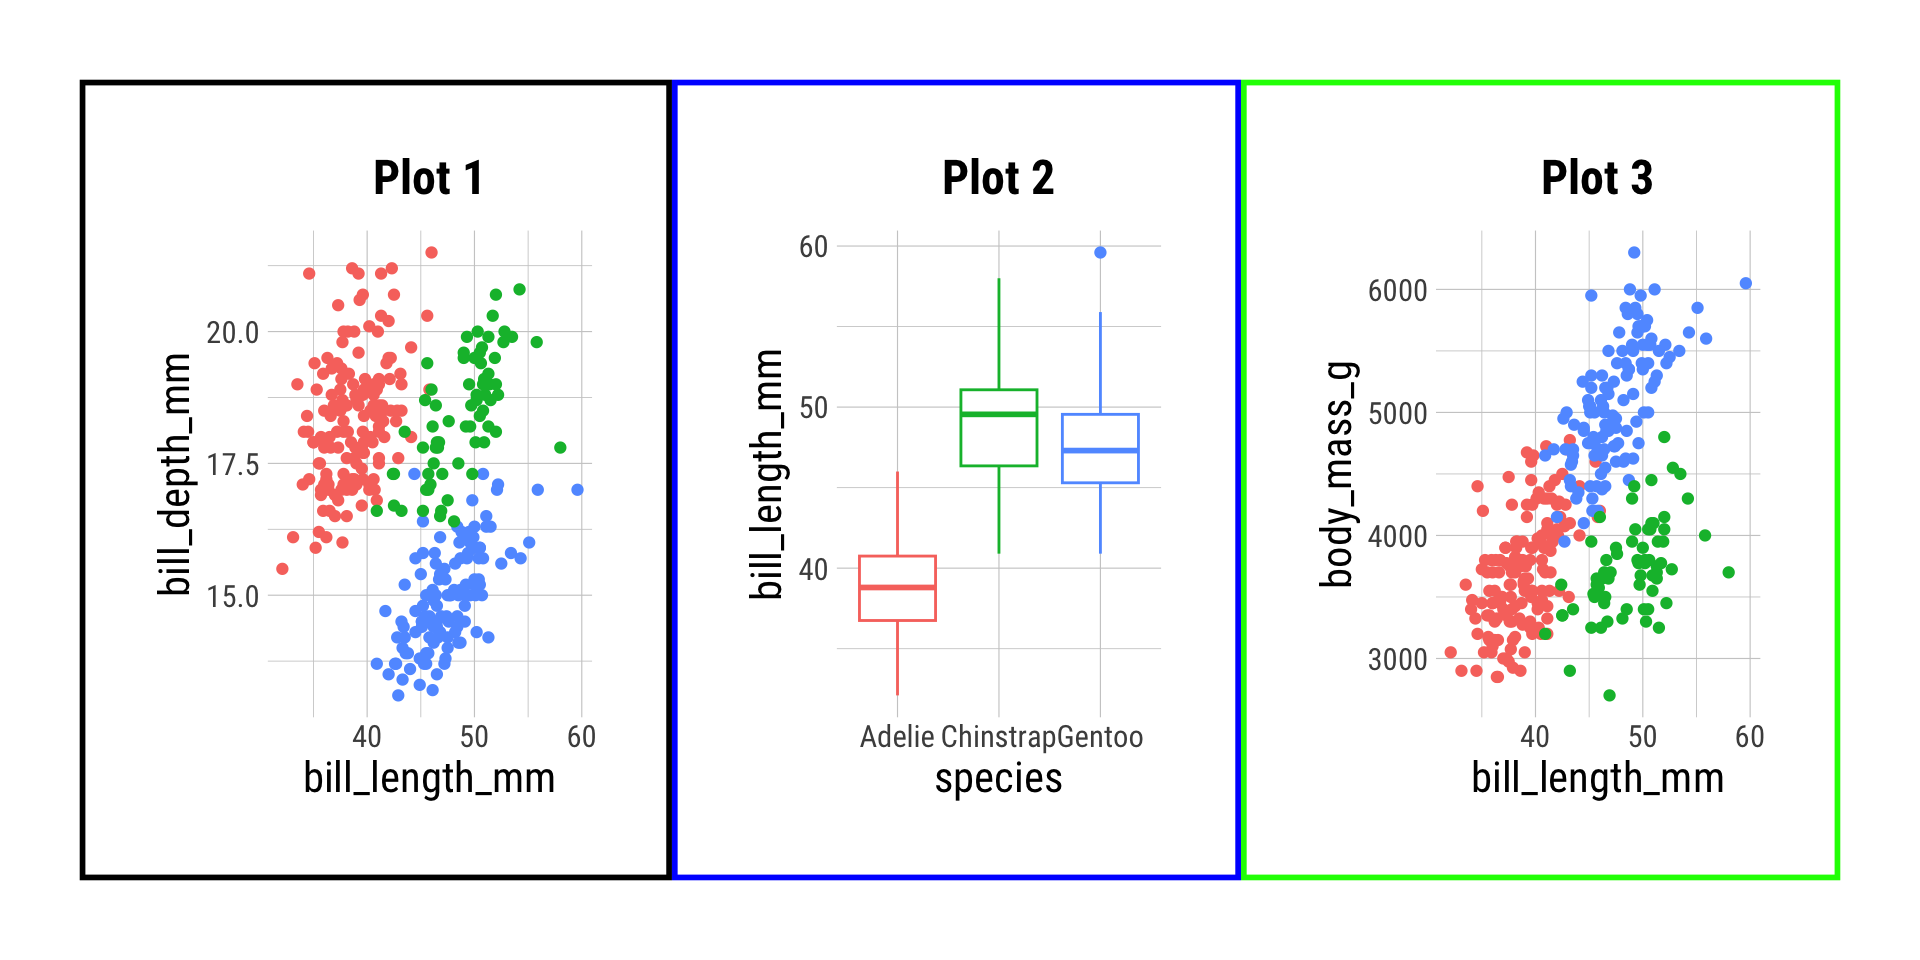 Plot 1
bill_depth_mm
20.0
17.5
15.0
40 50 60
bill_length_mm
Plot 2
bill_length_mm
60
50
40
Adelie Chinstrap Gentoo
species
Plot 3
body_mass_g
6000
5000
4000
3000
40 50 60
bill_length_mm